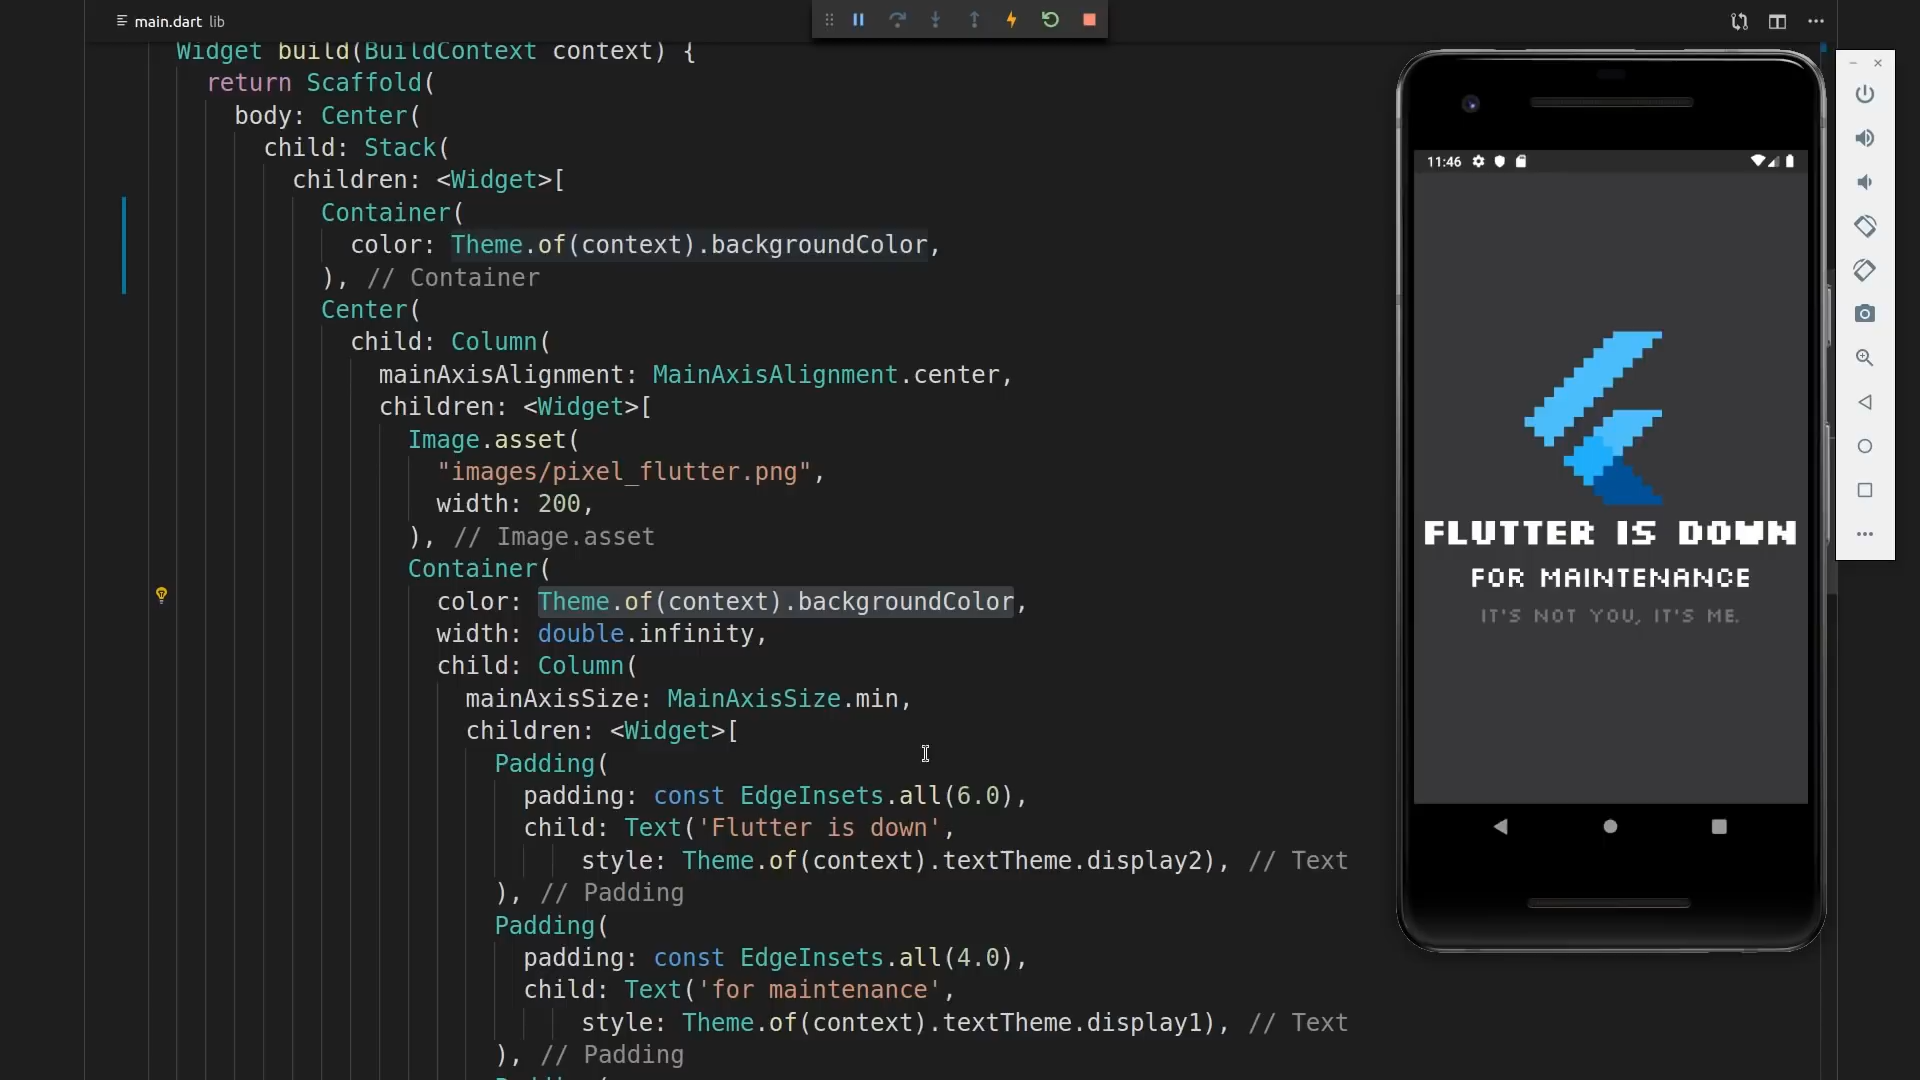 main.dart lib
Widget build(BuildContext context) {
return Scaffold(
body: Center(
child: Stack(
children: <Widget>[
Container(
color: Theme.of(context).backgroundColor,
), // Container
Center(
child: Column(
mainAxisAlignment: MainAxisAlignment.center,
children: <Widget>[
Image.asset(
"images/pixel_flutter.png",
width: 200,
), // Image.asset
Container(
color: Theme.of(context).backgroundColor,
width: double.infinity,
child: Column(
mainAxisSize: MainAxisSize.min,
children: <Widget>[
Padding(
padding: const EdgeInsets.all(6.0),
child: Text('Flutter is down',
style: Theme.of(context).textTheme.display2), // Text
), // Padding
Padding(
padding: const EdgeInsets.all(4.0),
child: Text('for maintenance',
style: Theme.of(context).textTheme.display1), // Text
), // Padding
11:46
FLUTTER IS DOWN
FOR MAINTENANCE
IT'S NOT YOU, IT'S ME.